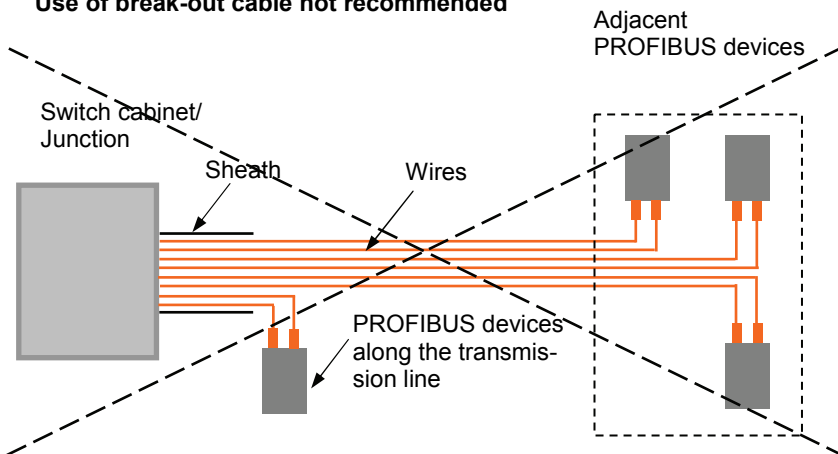 Use of break-out cable not recommended
Adjacent
PROFIBUS devices
Switch cabinet/
Junction
Sheath
Wires
PROFIBUS devices
along the transmis-
sion line